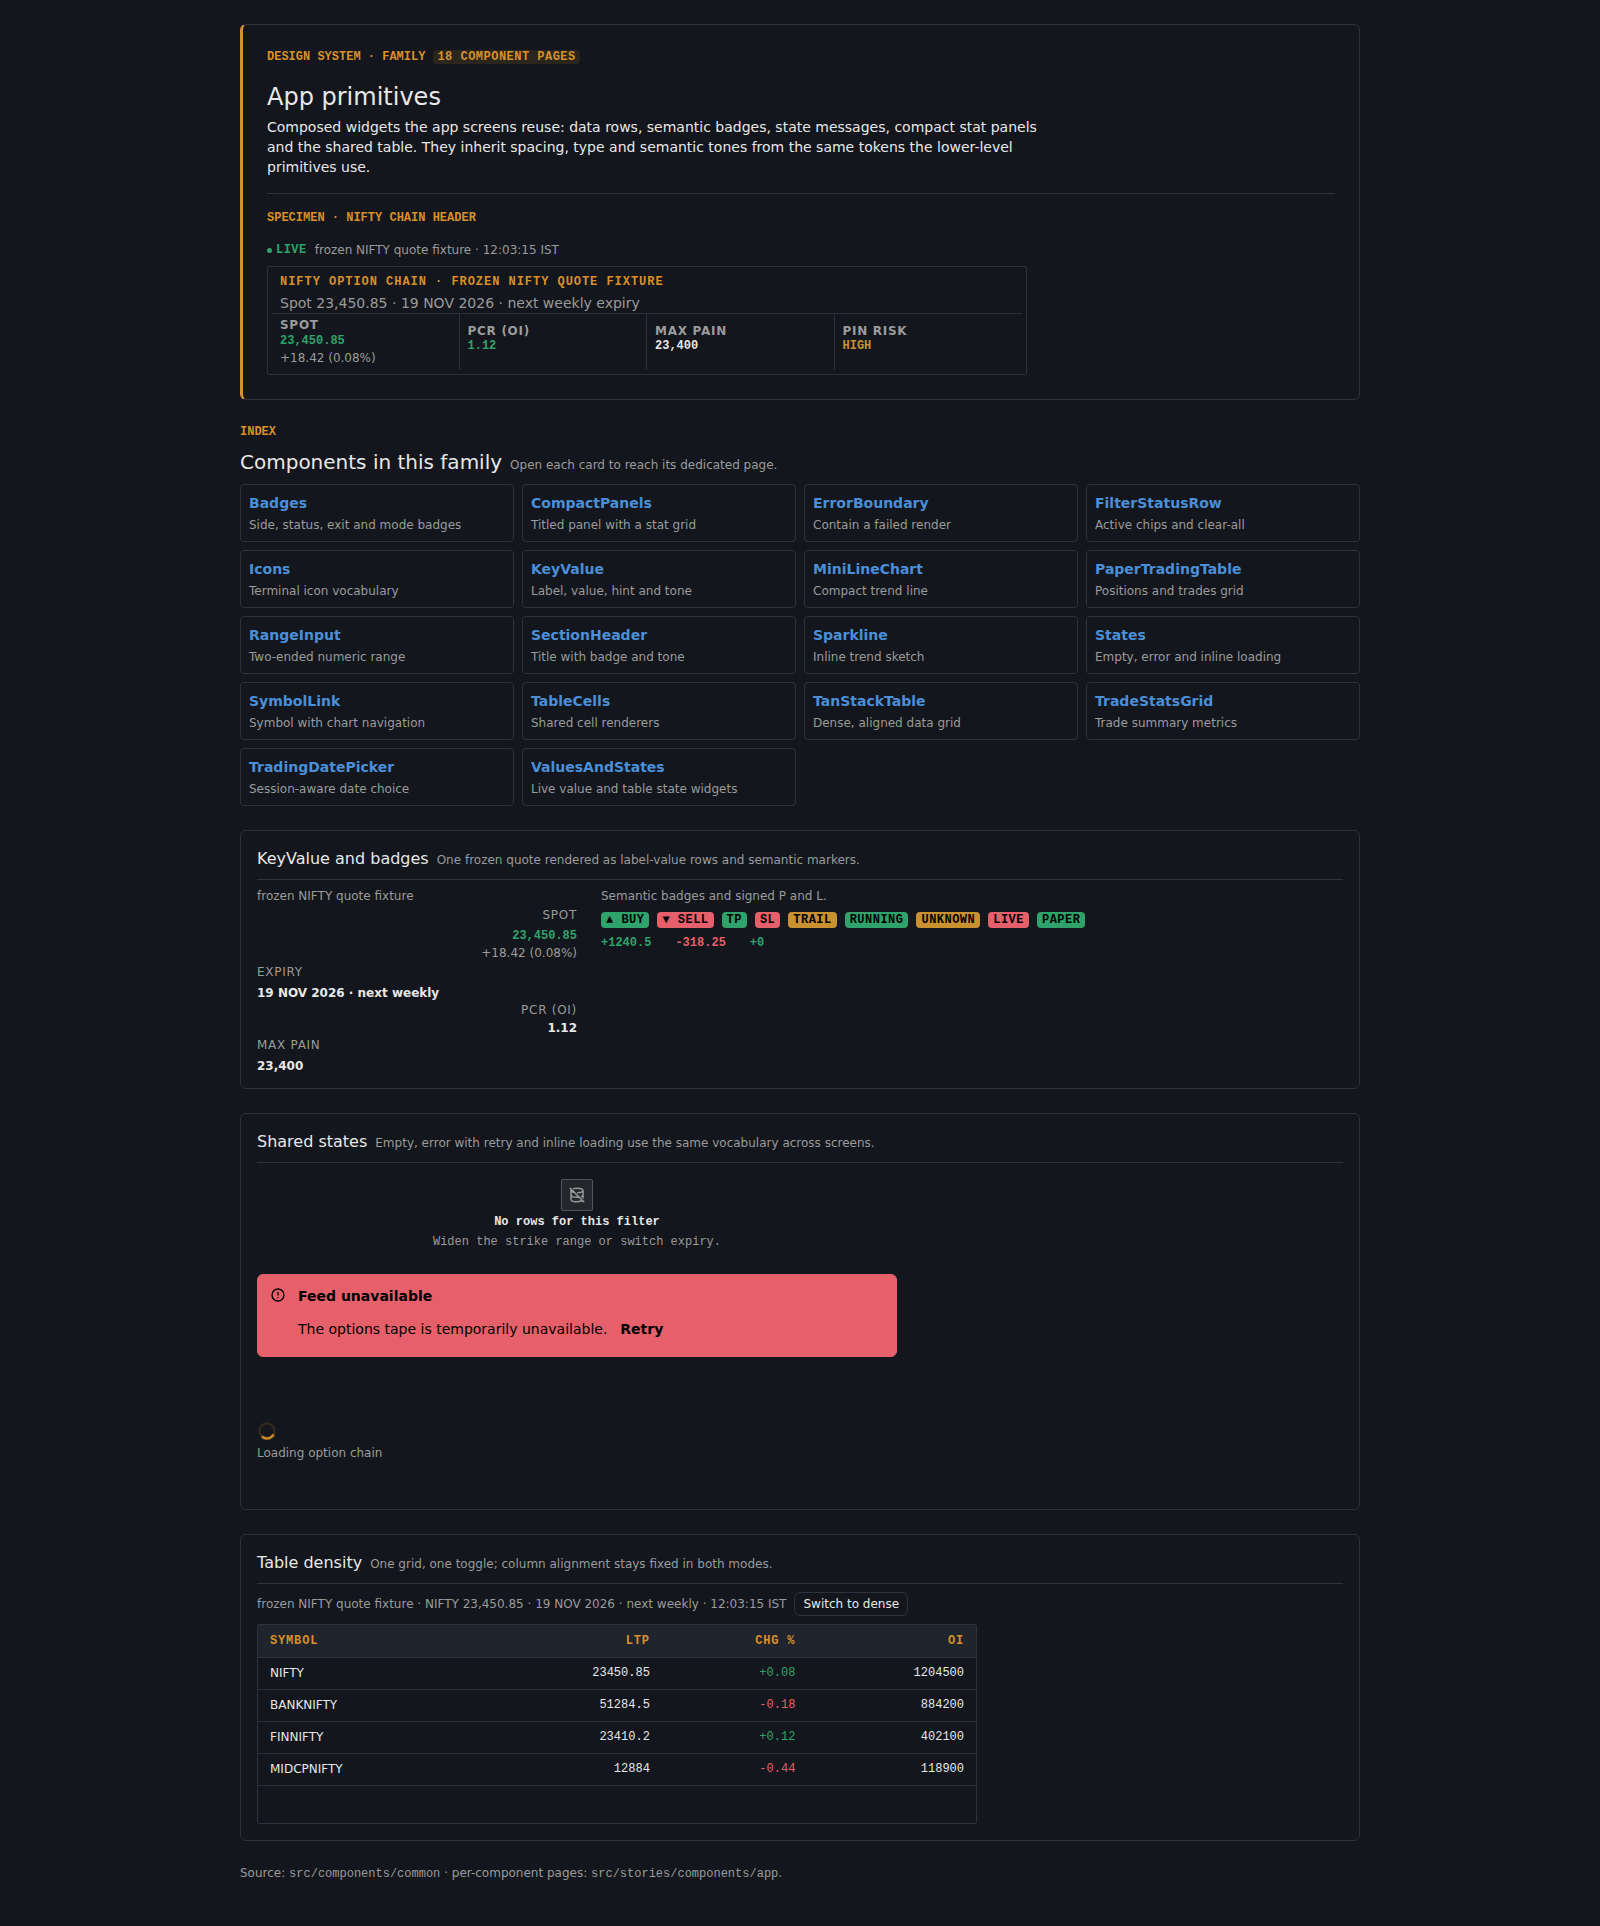 DESIGN SYSTEM · FAMILY 18 COMPONENT PAGES
App primitives
Composed widgets the app screens reuse: data rows, semantic badges, state messages, compact stat panels
and the shared table. They inherit spacing, type and semantic tones from the same tokens the lower-level
primitives use.
SPECIMEN · NIFTY CHAIN HEADER
LIVE frozen NIFTY quote fixture · 12:03:15 IST
NIFTY OPTION CHAIN · FROZEN NIFTY QUOTE FIXTURE
Spot 23,450.85 · 19 NOV 2026 · next weekly expiry
SPOT
23,450.85
+18.42 (0.08%)
PCR (OI)
1.12
MAX PAIN
23,400
PIN RISK
HIGH
INDEX
Components in this family Open each card to reach its dedicated page.
Badges
Side, status, exit and mode badges
CompactPanels
Titled panel with a stat grid
ErrorBoundary
Contain a failed render
FilterStatusRow
Active chips and clear-all
Icons
Terminal icon vocabulary
KeyValue
Label, value, hint and tone
MiniLineChart
Compact trend line
PaperTradingTable
Positions and trades grid
RangeInput
Two-ended numeric range
SectionHeader
Title with badge and tone
Sparkline
Inline trend sketch
States
Empty, error and inline loading
SymbolLink
Symbol with chart navigation
TableCells
Shared cell renderers
TanStackTable
Dense, aligned data grid
TradeStatsGrid
Trade summary metrics
TradingDatePicker
Session-aware date choice
ValuesAndStates
Live value and table state widgets
KeyValue and badges One frozen quote rendered as label-value rows and semantic markers.
frozen NIFTY quote fixture
SPOT
23,450.85
+18.42 (0.08%)
EXPIRY
19 NOV 2026 · next weekly
PCR (OI)
1.12
MAX PAIN
23,400
Semantic badges and signed P and L.
▲ BUY ▼ SELL TP SL TRAIL RUNNING UNKNOWN LIVE PAPER
+1240.5 -318.25 +0
Shared states Empty, error with retry and inline loading use the same vocabulary across screens.
No rows for this filter
Widen the strike range or switch expiry.
Feed unavailable
The options tape is temporarily unavailable. Retry
Loading option chain
Table density One grid, one toggle; column alignment stays fixed in both modes.
frozen NIFTY quote fixture · NIFTY 23,450.85 · 19 NOV 2026 · next weekly · 12:03:15 IST Switch to dense
SYMBOL LTP CHG % OI
NIFTY 23450.85 +0.08 1204500
BANKNIFTY 51284.5 -0.18 884200
FINNIFTY 23410.2 +0.12 402100
MIDCPNIFTY 12884 -0.44 118900
Source: src/components/common · per-component pages: src/stories/components/app.